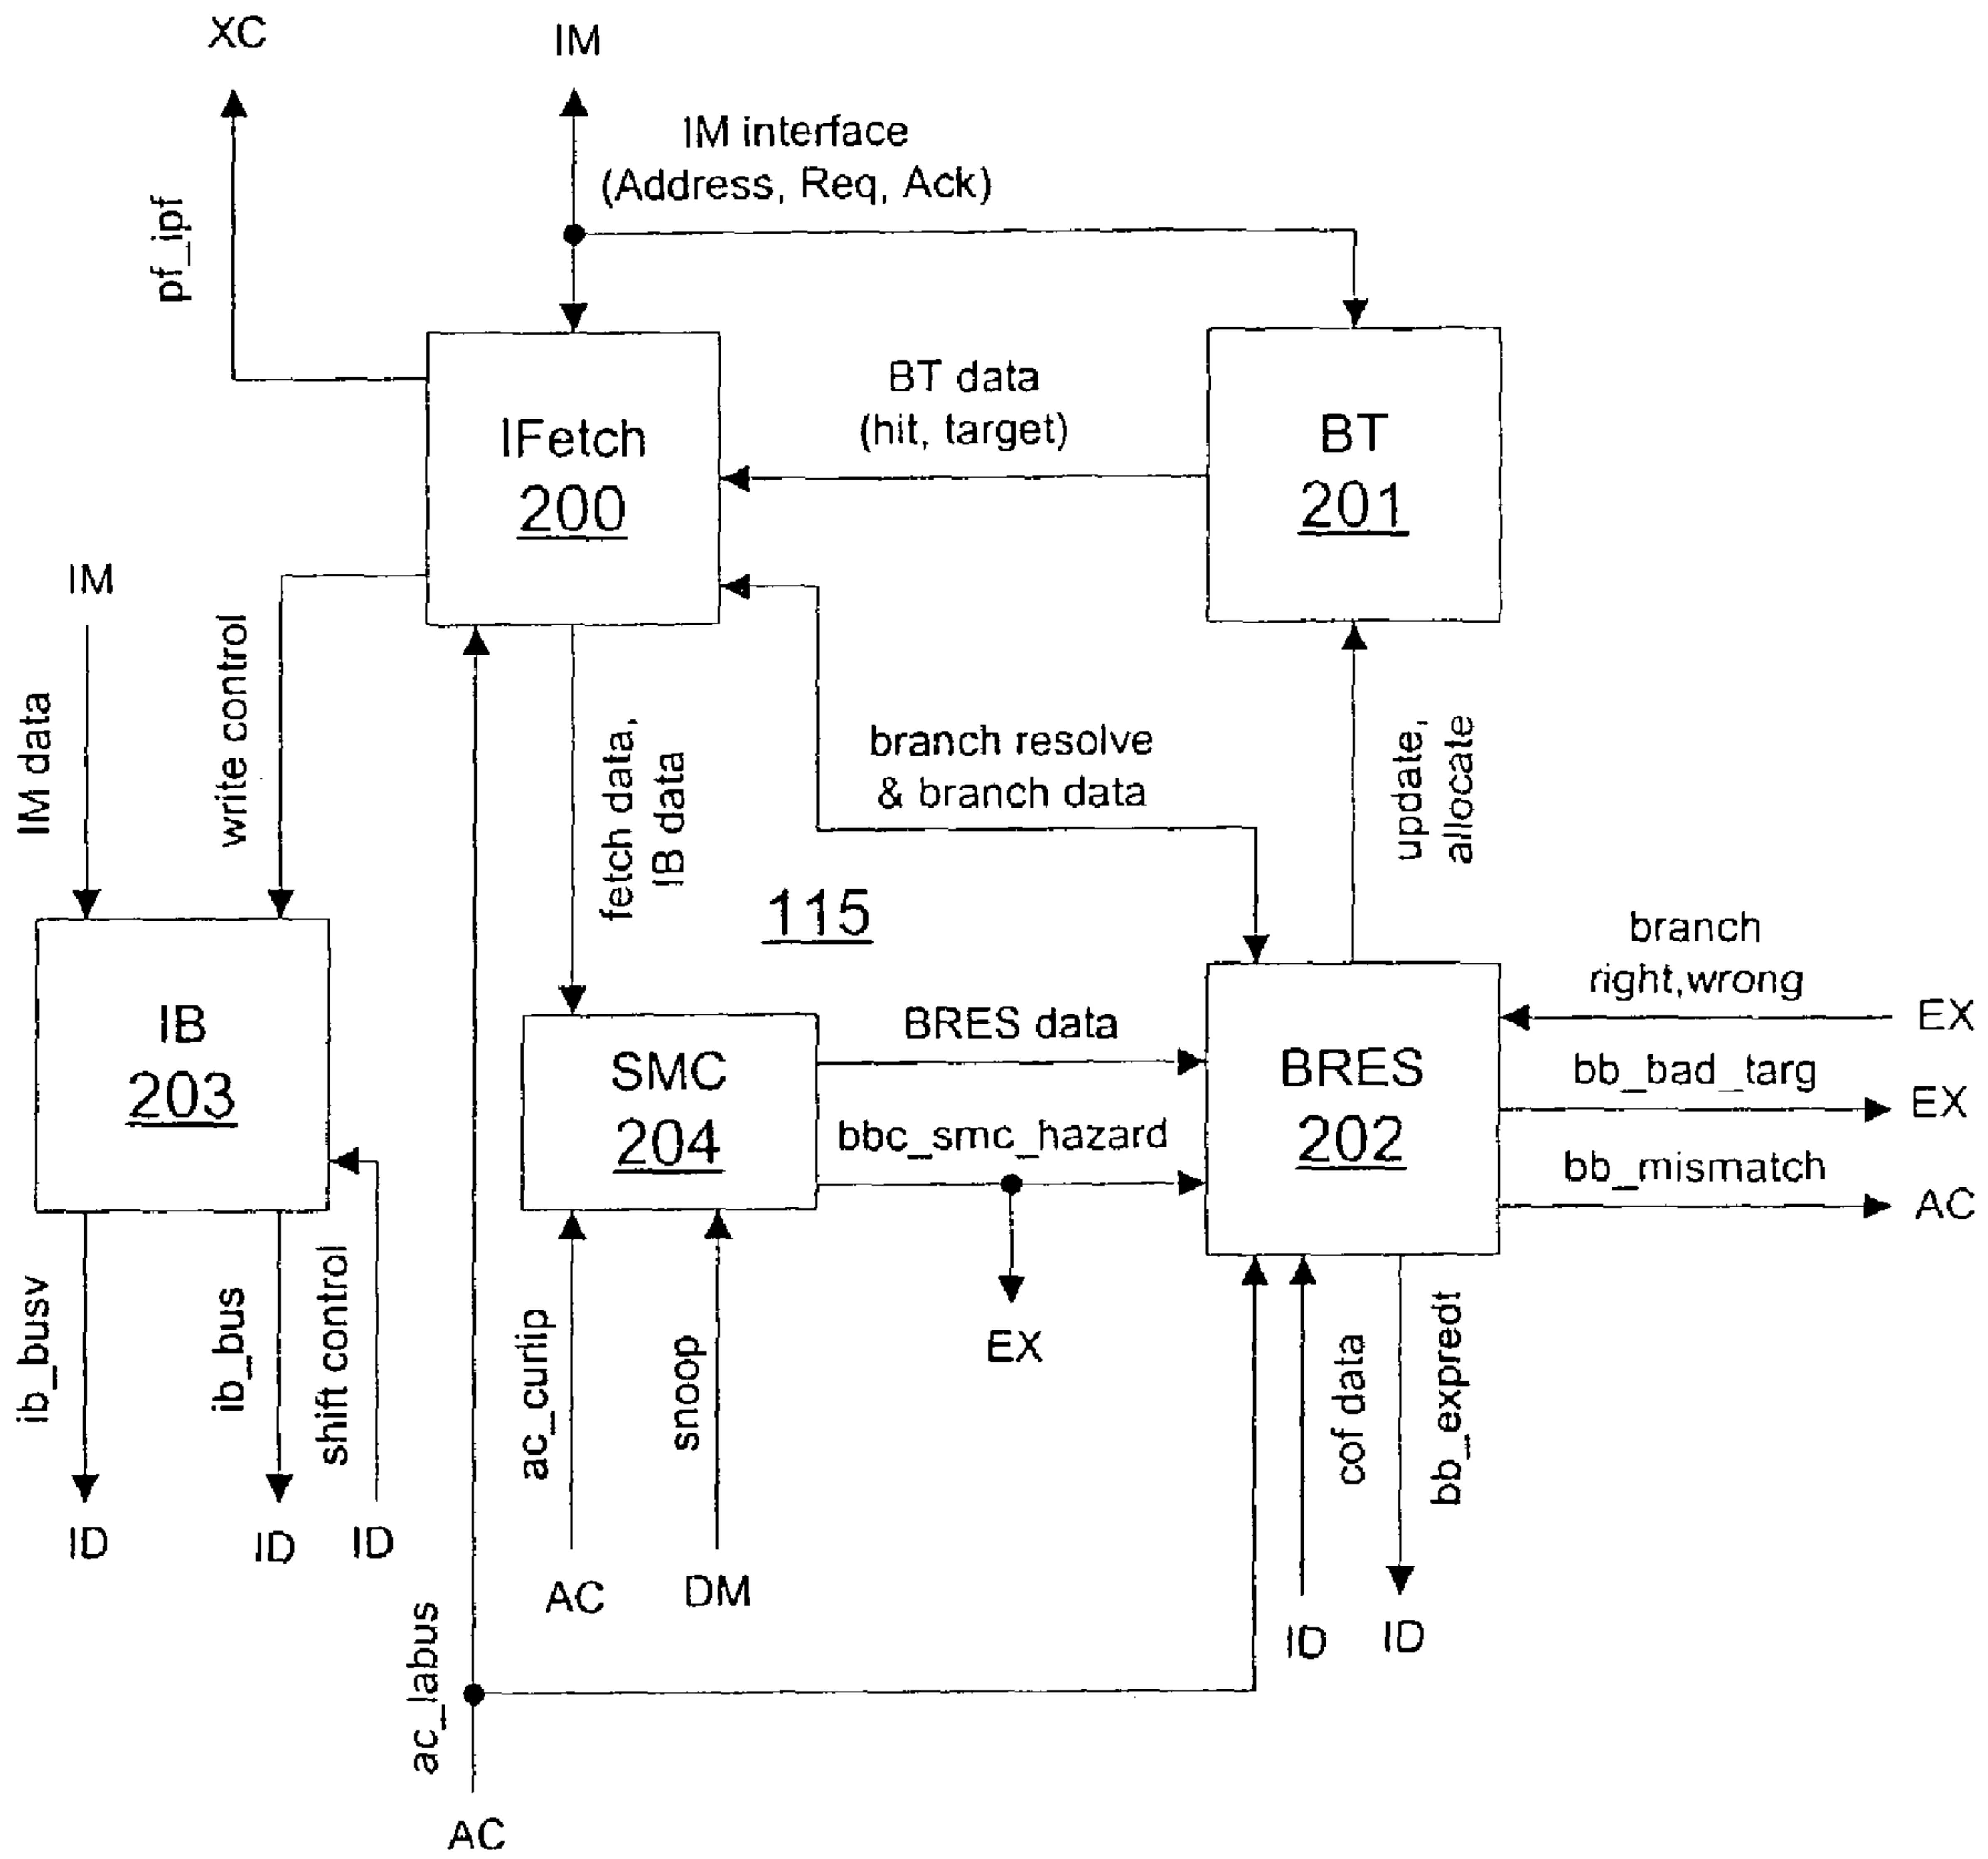 XC
IM
IM interface
(Address, Req, Ack)
pf_ipf
IFetch
200
BT data
(hit, target)
BT
201
IM
IM data
write control
fetch data,
IB data
branch resolve
& branch data
update,
allocate
115
IB
203
SMC
204
BRES data
bbc_smc_hazard
BRES
202
branch
right,wrong
EX
bb_bad_targ
EX
bb_mismatch
AC
ib_busv
ib_bus
shift control
ID
ID
ID
ac_curlip
snoop
EX
AC
DM
cof data
bb_expredt
ID
ID
ac_labus
AC